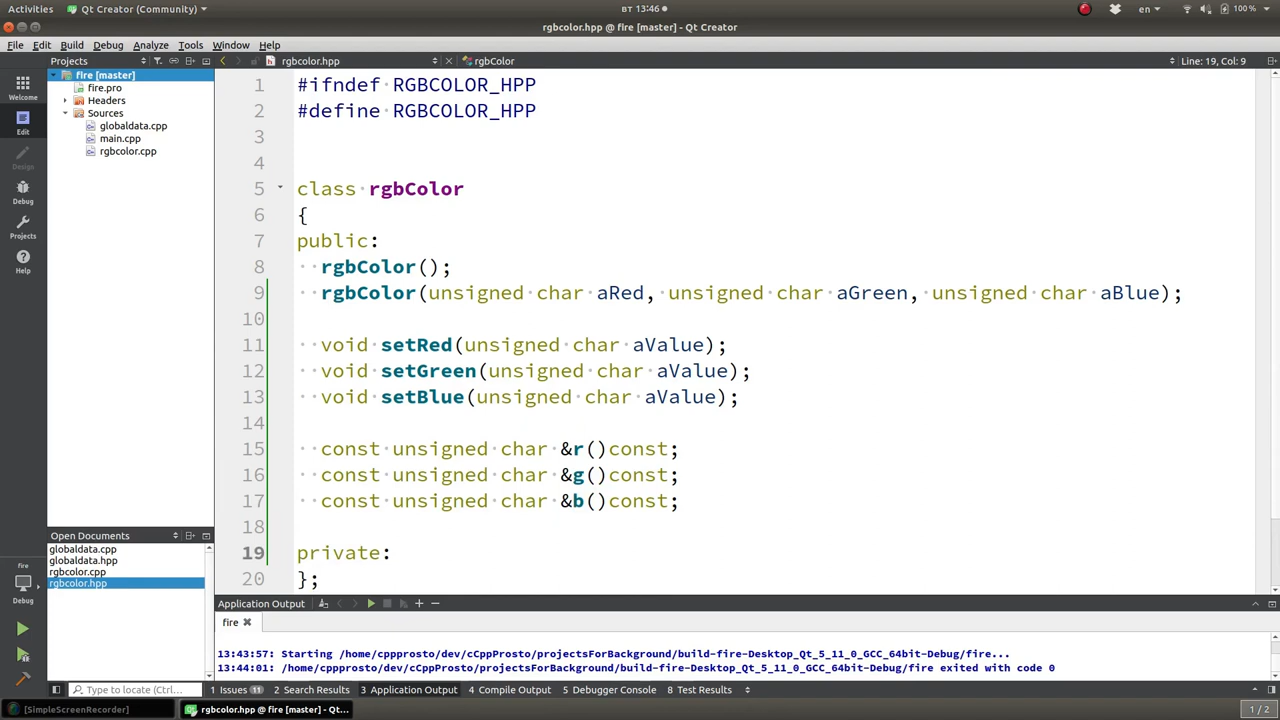 Activities
Qt Creator (Community)
вт 13:46
en
100 %
rgbcolor.hpp @ fire [master] - Qt Creator
File Edit Build Debug Analyze Tools Window Help
Projects
rgbcolor.hpp
rgbColor
Line: 19, Col: 9
Welcome
Edit
Design
Debug
Projects
Help
fire [master]
fire.pro
Headers
Sources
globaldata.cpp
main.cpp
rgbcolor.cpp
1 #ifndef RGBCOLOR_HPP
2 #define RGBCOLOR_HPP
3
4
5 class rgbColor
6 {
7 public:
8 rgbColor();
9 rgbColor(unsigned char aRed, unsigned char aGreen, unsigned char aBlue);
10
11 void setRed(unsigned char aValue);
12 void setGreen(unsigned char aValue);
13 void setBlue(unsigned char aValue);
14
15 const unsigned char &r()const;
16 const unsigned char &g()const;
17 const unsigned char &b()const;
18
19 private:
20 };
Open Documents
globaldata.cpp
globaldata.hpp
rgbcolor.cpp
rgbcolor.hpp
fire
Debug
Application Output
fire
13:43:57: Starting /home/cppprosto/dev/cCppProsto/projectsForBackground/build-fire-Desktop_Qt_5_11_0_GCC_64bit-Debug/fire...
13:44:01: /home/cppprosto/dev/cCppProsto/projectsForBackground/build-fire-Desktop_Qt_5_11_0_GCC_64bit-Debug/fire exited with code 0
Type to locate (Ctrl...
1 Issues 11 2 Search Results 3 Application Output 4 Compile Output 5 Debugger Console 8 Test Results
[SimpleScreenRecorder]
rgbcolor.hpp @ fire [master] - Qt...
1 / 2